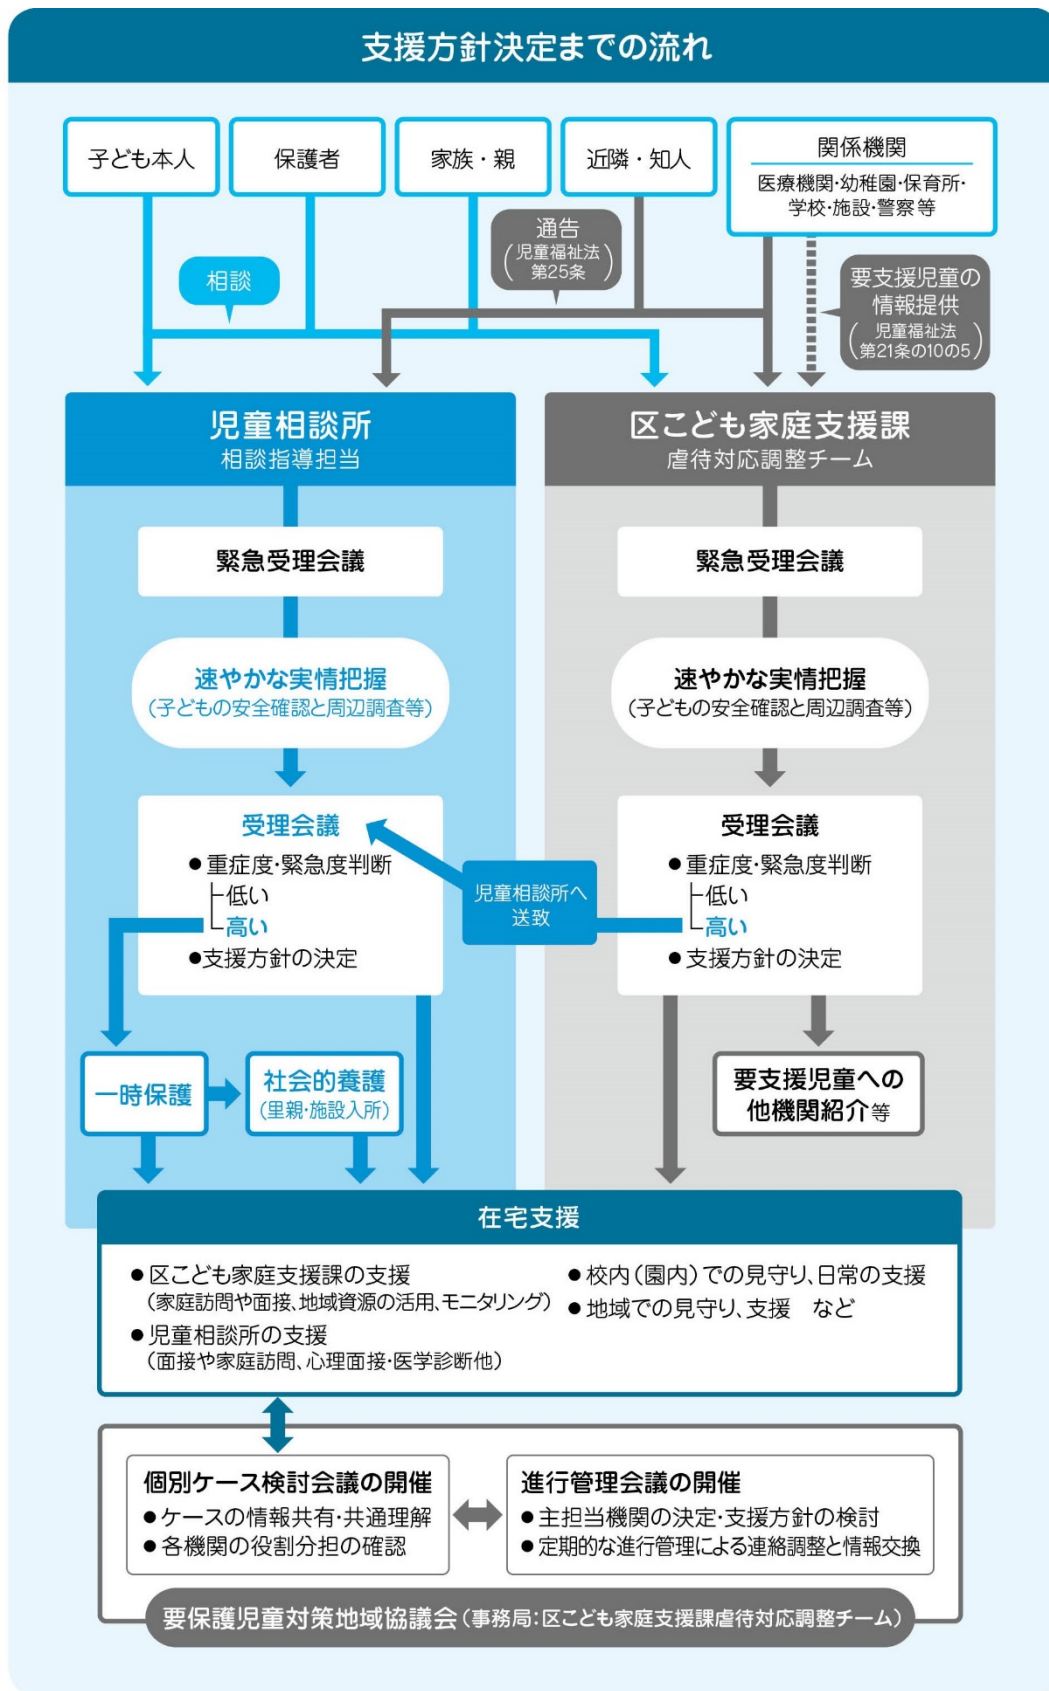 支援方針決定までの流れ
子ども本人
保護者
家族・親
近隣・知人
関係機関
医療機関・幼稚園・保育所・
学校・施設・警察 等
相談
通告
(児童福祉法
第25条)
要支援児童の
情報提供
(児童福祉法
第21条の10の5)
児童相談所
相談指導担当
緊急受理会議
速やかな実情把握
(子どもの安全確認と周辺調査等)
受理会議
●重症度・緊急度判断
低い
高い
●支援方針の決定
一時保護
社会的養護
(里親・施設入所)
児童相談所へ
送致
区こども家庭支援課
虐待対応調整チーム
緊急受理会議
速やかな実情把握
(子どもの安全確認と周辺調査等)
受理会議
●重症度・緊急度判断
低い
高い
●支援方針の決定
要支援児童への
他機関紹介 等
在宅支援
●区こども家庭支援課の支援
(家庭訪問や面接、地域資源の活用、モニタリング)
●児童相談所の支援
(面接や家庭訪問、心理面接・医学診断他)
●校内(園内)での見守り、日常の支援
●地域での見守り、支援 など
個別ケース検討会議の開催
●ケースの情報共有・共通理解
●各機関の役割分担の確認
進行管理会議の開催
●主担当機関の決定・支援方針の検討
●定期的な進行管理による連絡調整と情報交換
要保護児童対策地域協議会(事務局:区こども家庭支援課虐待対応調整チーム)